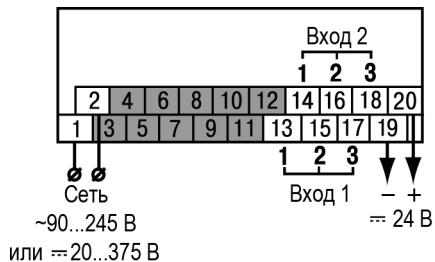 Вход 2
1 2 3
2 4 6 8 10 12 14 16 18 20
1 3 5 7 9 11 13 15 17 19
1 2 3
Сеть Вход 1 – +
~90...245 В ⎓ 24 В
или ⎓20...375 В